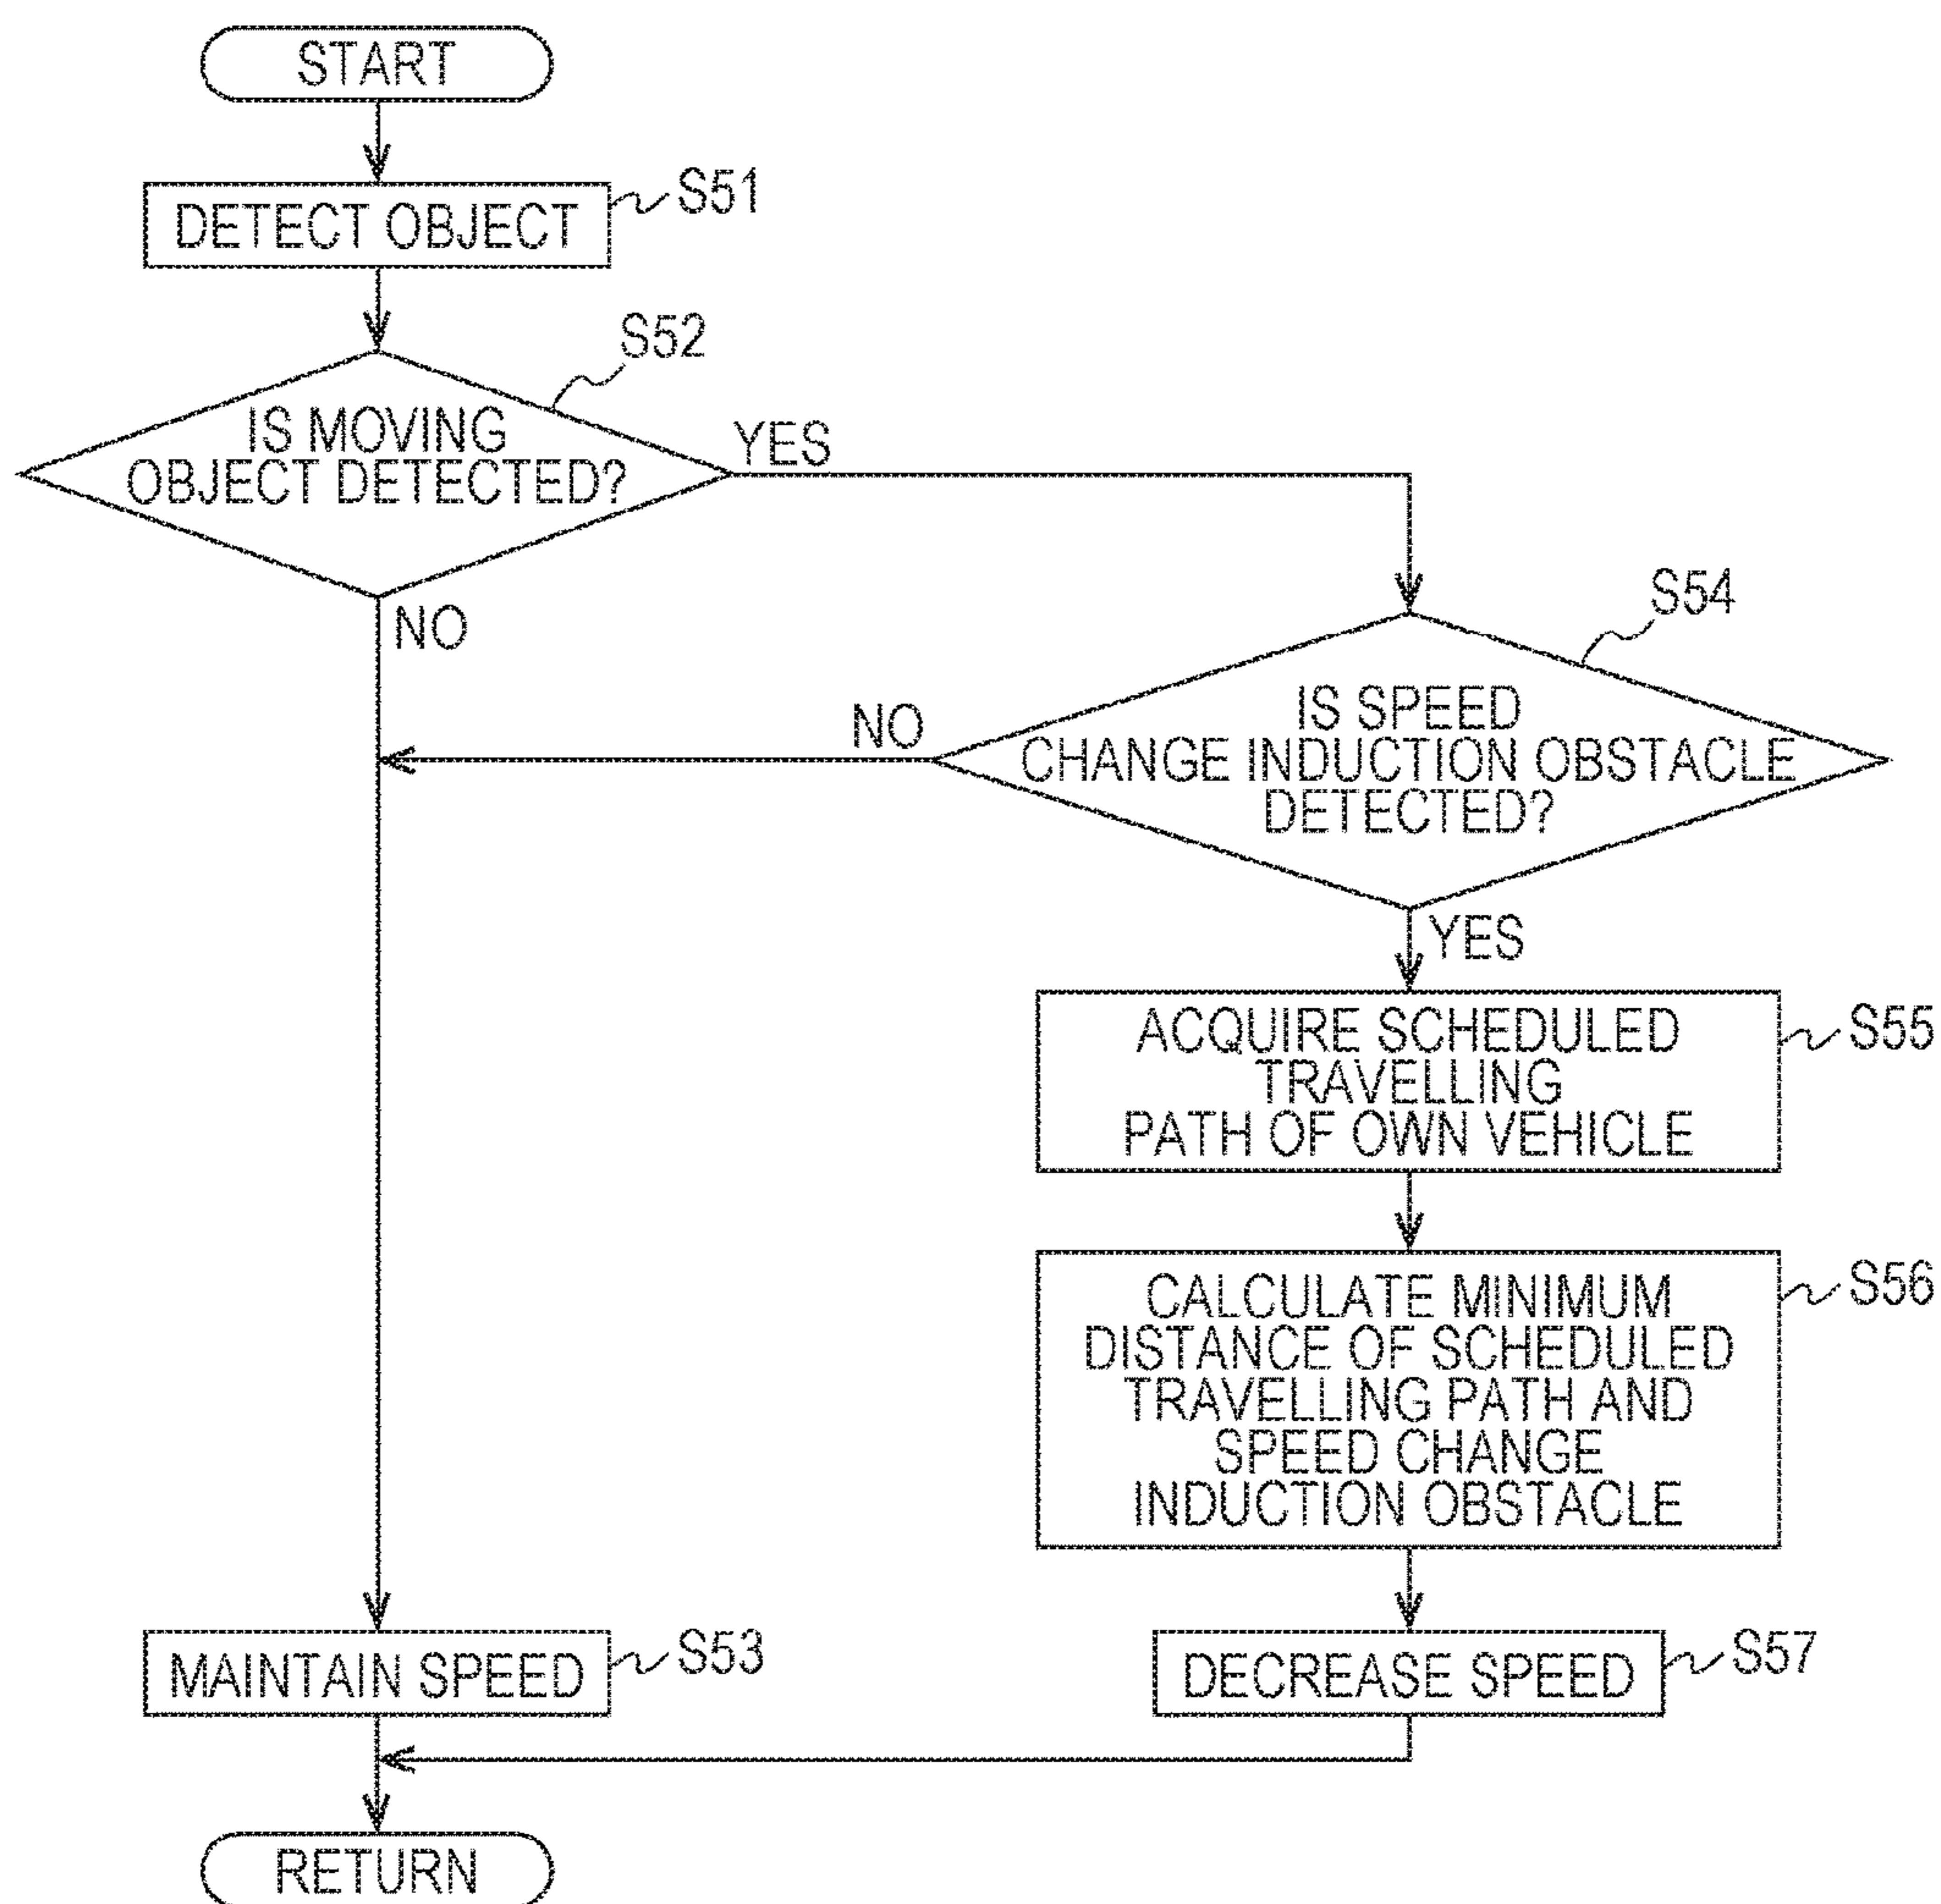 START
DETECT OBJECT
S51
S52
IS MOVING
OBJECT DETECTED?
YES
NO
S54
IS SPEED
CHANGE INDUCTION OBSTACLE
DETECTED?
NO
YES
ACQUIRE SCHEDULED
TRAVELLING
PATH OF OWN VEHICLE
S55
CALCULATE MINIMUM
DISTANCE OF SCHEDULED
TRAVELLING PATH AND
SPEED CHANGE
INDUCTION OBSTACLE
S56
MAINTAIN SPEED
S53
DECREASE SPEED
S57
RETURN